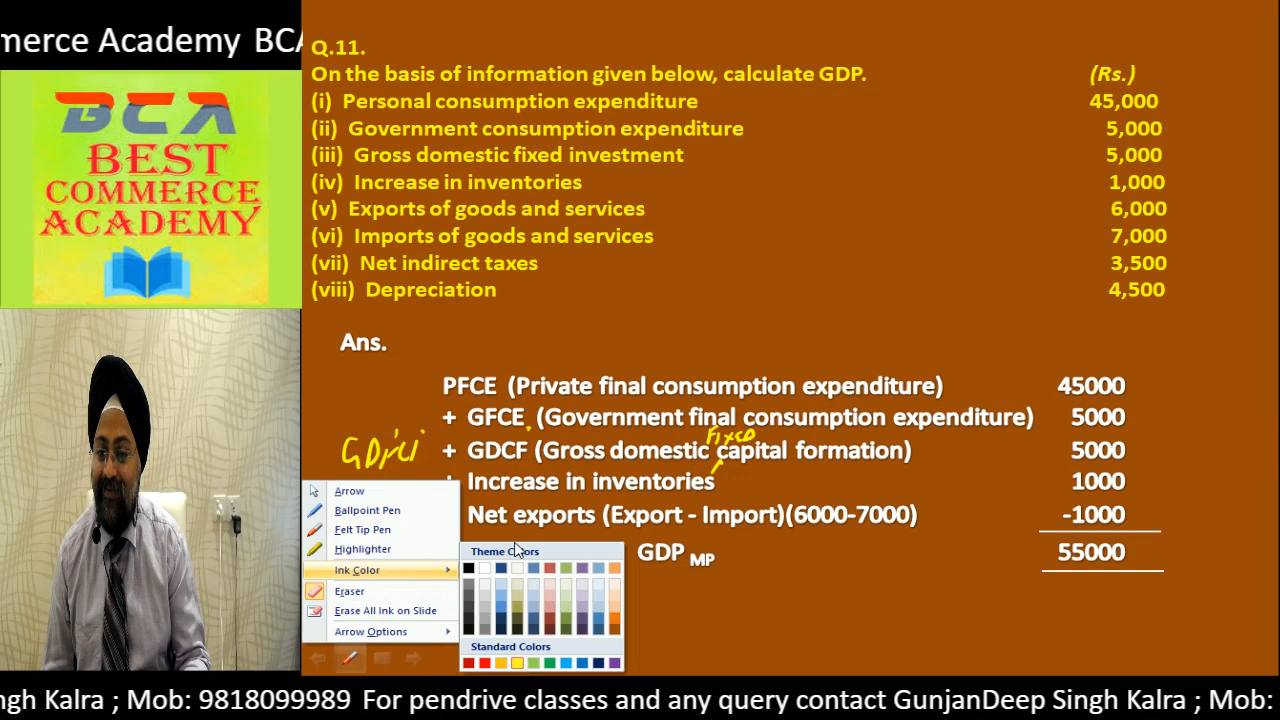 merce Academy BCA
BCA
BEST
COMMERCE
ACADEMY
Q.11.
On the basis of information given below, calculate GDP. (Rs.)
(i) Personal consumption expenditure 45,000
(ii) Government consumption expenditure 5,000
(iii) Gross domestic fixed investment 5,000
(iv) Increase in inventories 1,000
(v) Exports of goods and services 6,000
(vi) Imports of goods and services 7,000
(vii) Net indirect taxes 3,500
(viii) Depreciation 4,500
Ans.
PFCE (Private final consumption expenditure) 45000
+ GFCE (Government final consumption expenditure) 5000
Fixed
+ GDCF (Gross domestic capital formation) 5000
Increase in inventories 1000
Net exports (Export - Import)(6000-7000) -1000
GDP MP 55000
Arrow
Ballpoint Pen
Felt Tip Pen
Highlighter
Ink Color
Eraser
Erase All Ink on Slide
Arrow Options
Theme Colors
Standard Colors
ngh Kalra ; Mob: 9818099989 For pendrive classes and any query contact GunjanDeep Singh Kalra ; Mob: